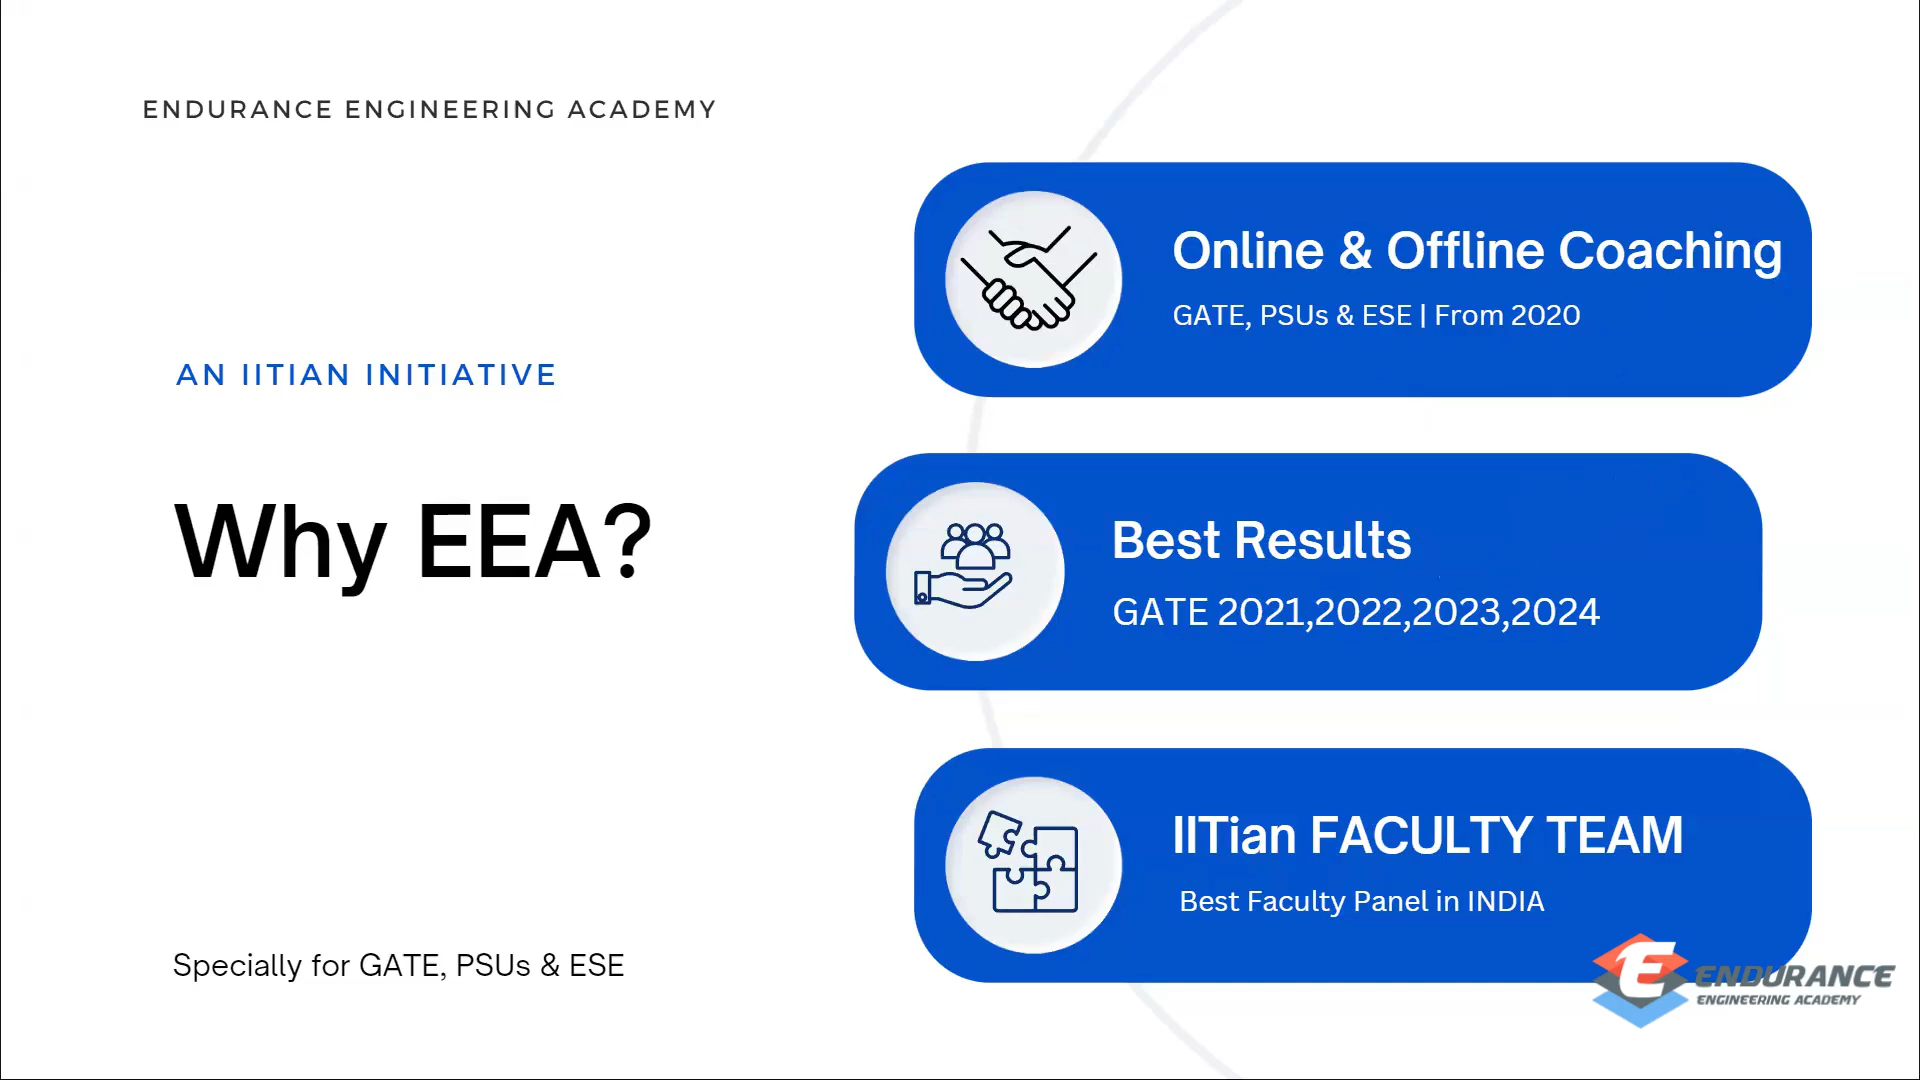 ENDURANCE ENGINEERING ACADEMY
AN IITIAN INITIATIVE
Why EEA?
Specially for GATE, PSUs & ESE
Online & Offline Coaching
GATE, PSUs & ESE | From 2020
Best Results
GATE 2021,2022,2023,2024
IITian FACULTY TEAM
Best Faculty Panel in INDIA
E ENDURANCE
ENGINEERING ACADEMY